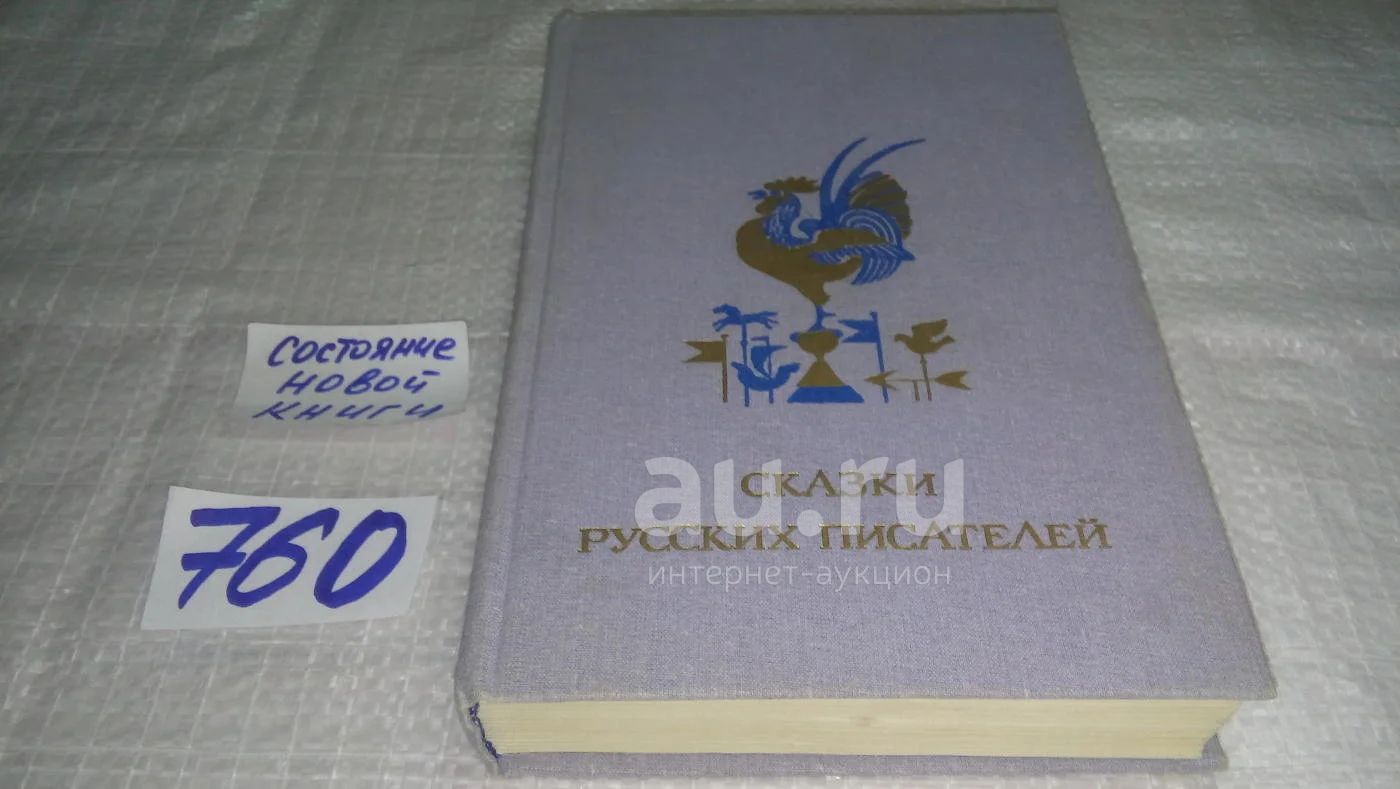 СОСТОЯНИЕ
НОВОЙ
КНИГИ
760
СКАЗКИ
РУССКИХ ПИСАТЕЛЕЙ
au.ru
интернет-аукцион